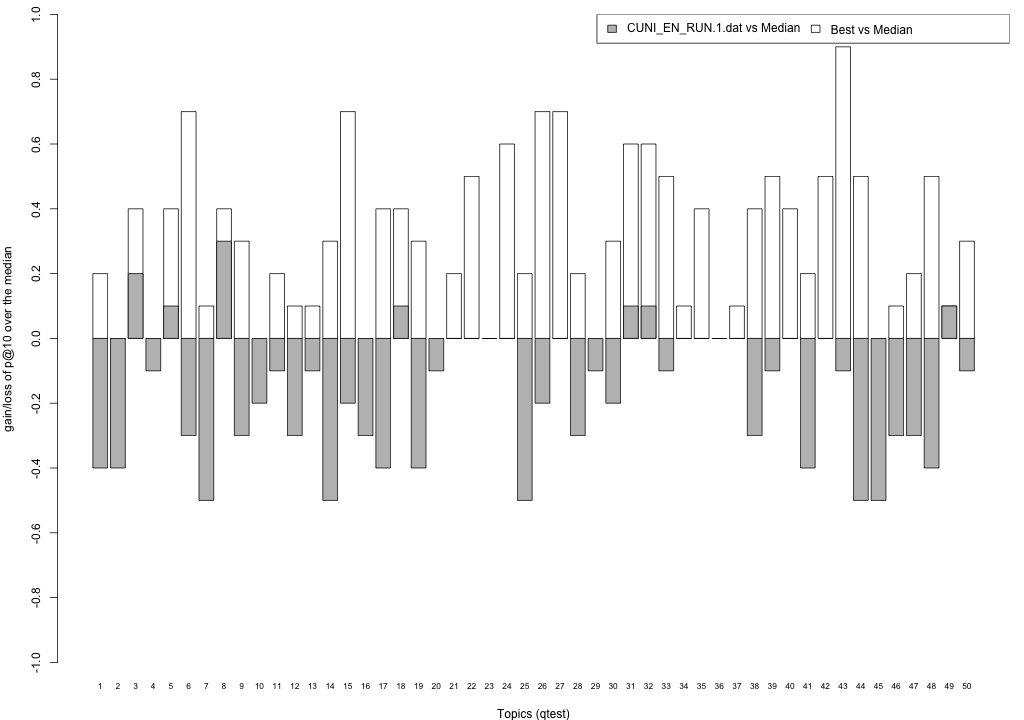 CUNI_EN_RUN.1.dat vs Median Best vs Median
1.0
0.8
0.6
0.4
0.2
0.0
-0.2
-0.4
-0.6
-0.8
-1.0
gain/loss of p@10 over the median
1 2 3 4 5 6 7 8 9 10 11 12 13 14 15 16 17 18 19 20 21 22 23 24 25 26 27 28 29 30 31 32 33 34 35 36 37 38 39 40 41 42 43 44 45 46 47 48 49 50
Topics (qtest)